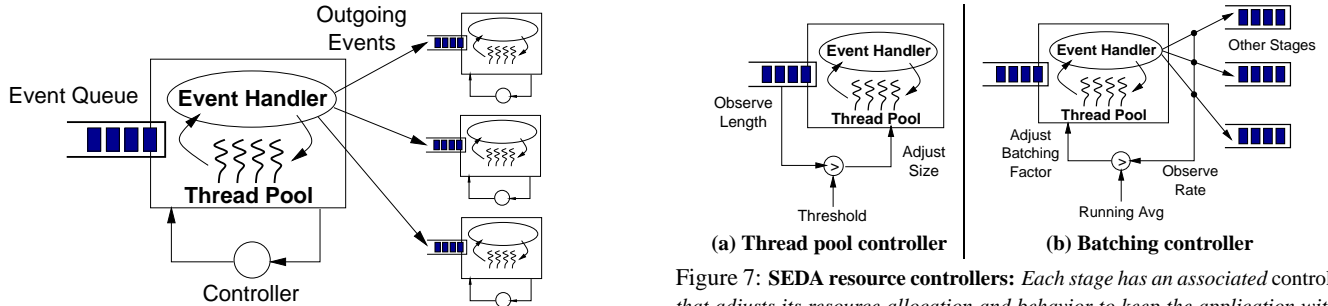 Outgoing
Events
Event Queue
Event Handler
Thread Pool
Controller
Event Handler
Observe
Length
Thread Pool
Adjust
Size
>
Threshold
(a) Thread pool controller
Event Handler
Other Stages
Thread Pool
Adjust
Batching
Factor
>
Observe
Rate
Running Avg
(b) Batching controller
Figure 7: SEDA resource controllers: Each stage has an associated control
that adjusts its resource allocation and behavior to keep the application with